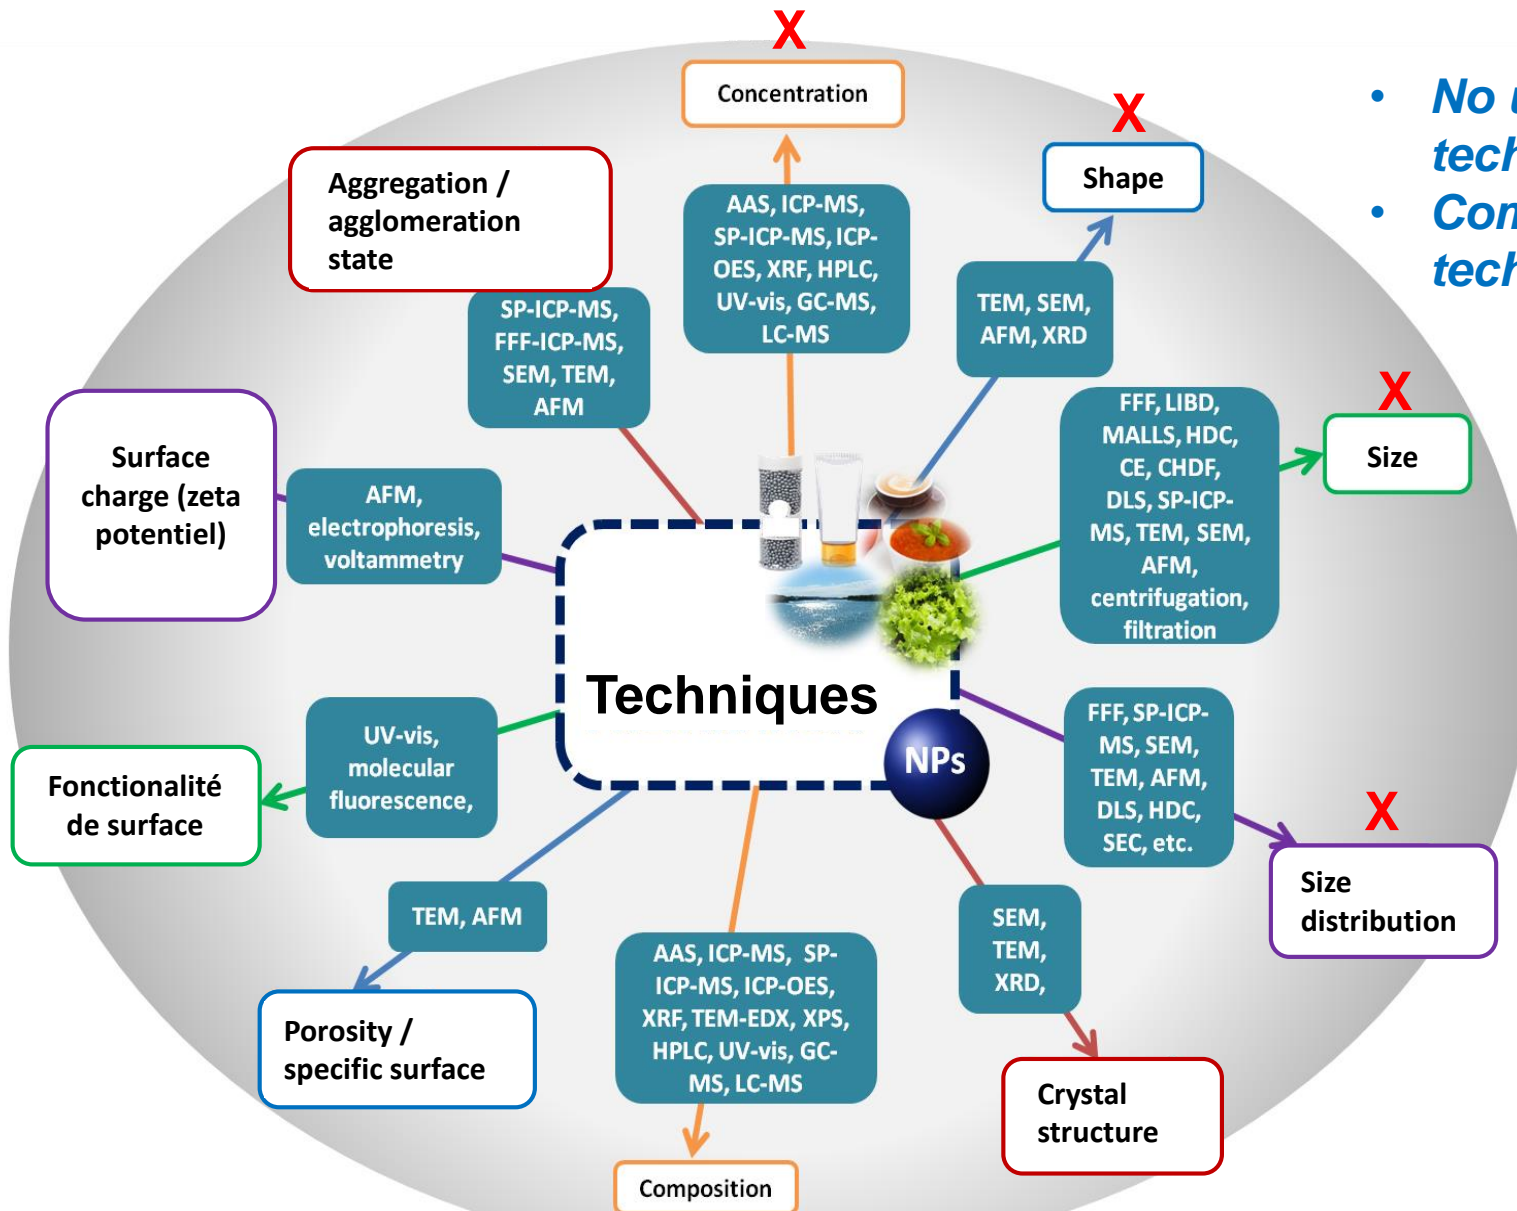 X
Concentration
X
Shape
• No
• 
Aggregation /
agglomeration
state
AAS, ICP-MS,
SP-ICP-MS, ICP-
OES, XRF, HPLC,
UV-vis, GC-MS,
LC-MS
SP-ICP-MS,
FFF-ICP-MS,
SEM, TEM,
AFM
TEM, SEM,
AFM, XRD
X
Size
FFF, LIBD,
MALLS, HDC,
CE, CHDF,
DLS, SP-ICP-
MS, TEM, SEM,
AFM,
centrifugation,
filtration
Surface
charge (zeta
potentiel)
AFM,
electrophoresis,
voltammetry
Techniques
NPs
UV-vis,
molecular
fluorescence,
Fonctionalité
de surface
FFF, SP-ICP-
MS, SEM,
TEM, AFM,
DLS, HDC,
SEC, etc.
X
Size
distribution
TEM, AFM
Porosity /
specific surface
AAS, ICP-MS, SP-
ICP-MS, ICP-OES,
XRF, TEM-EDX, XPS,
HPLC, UV-vis, GC-
MS, LC-MS
Composition
SEM,
TEM,
XRD,
Crystal
structure